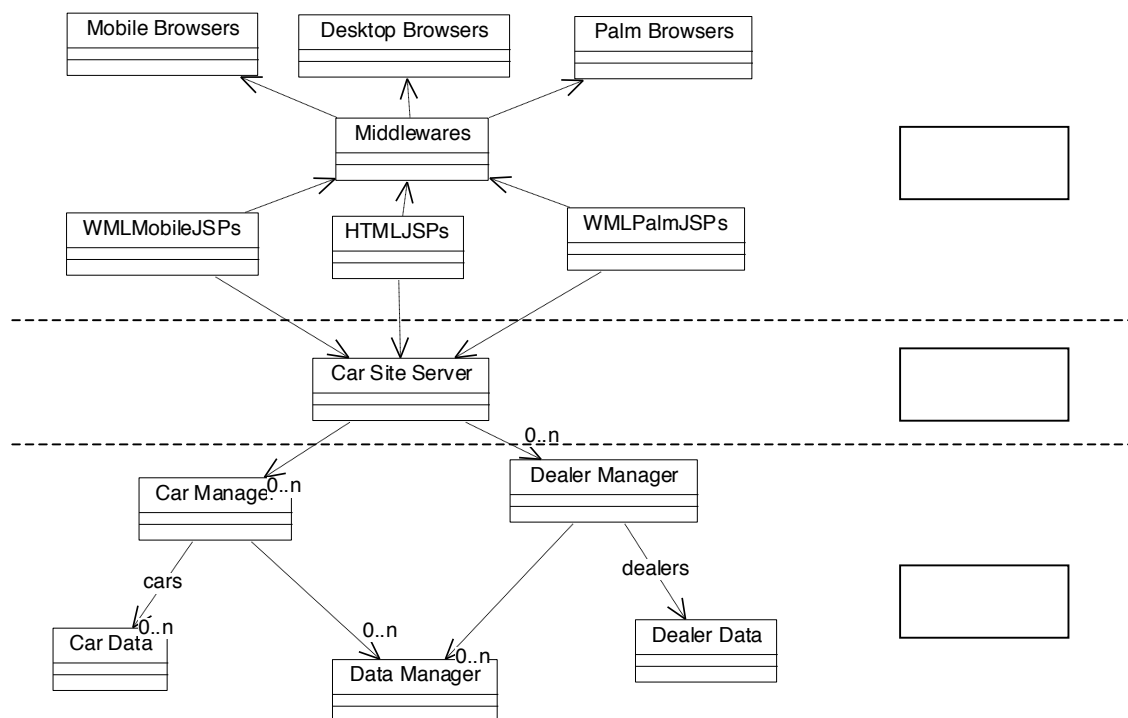 Mobile Browsers
Desktop Browsers
Palm Browsers
Middlewares
WMLMobileJSPs
HTMLJSPs
WMLPalmJSPs
Car Site Server
0..n
Car Manager
0..n
Dealer Manager
cars
dealers
0..n
0..n
0..n
Car Data
Data Manager
Dealer Data